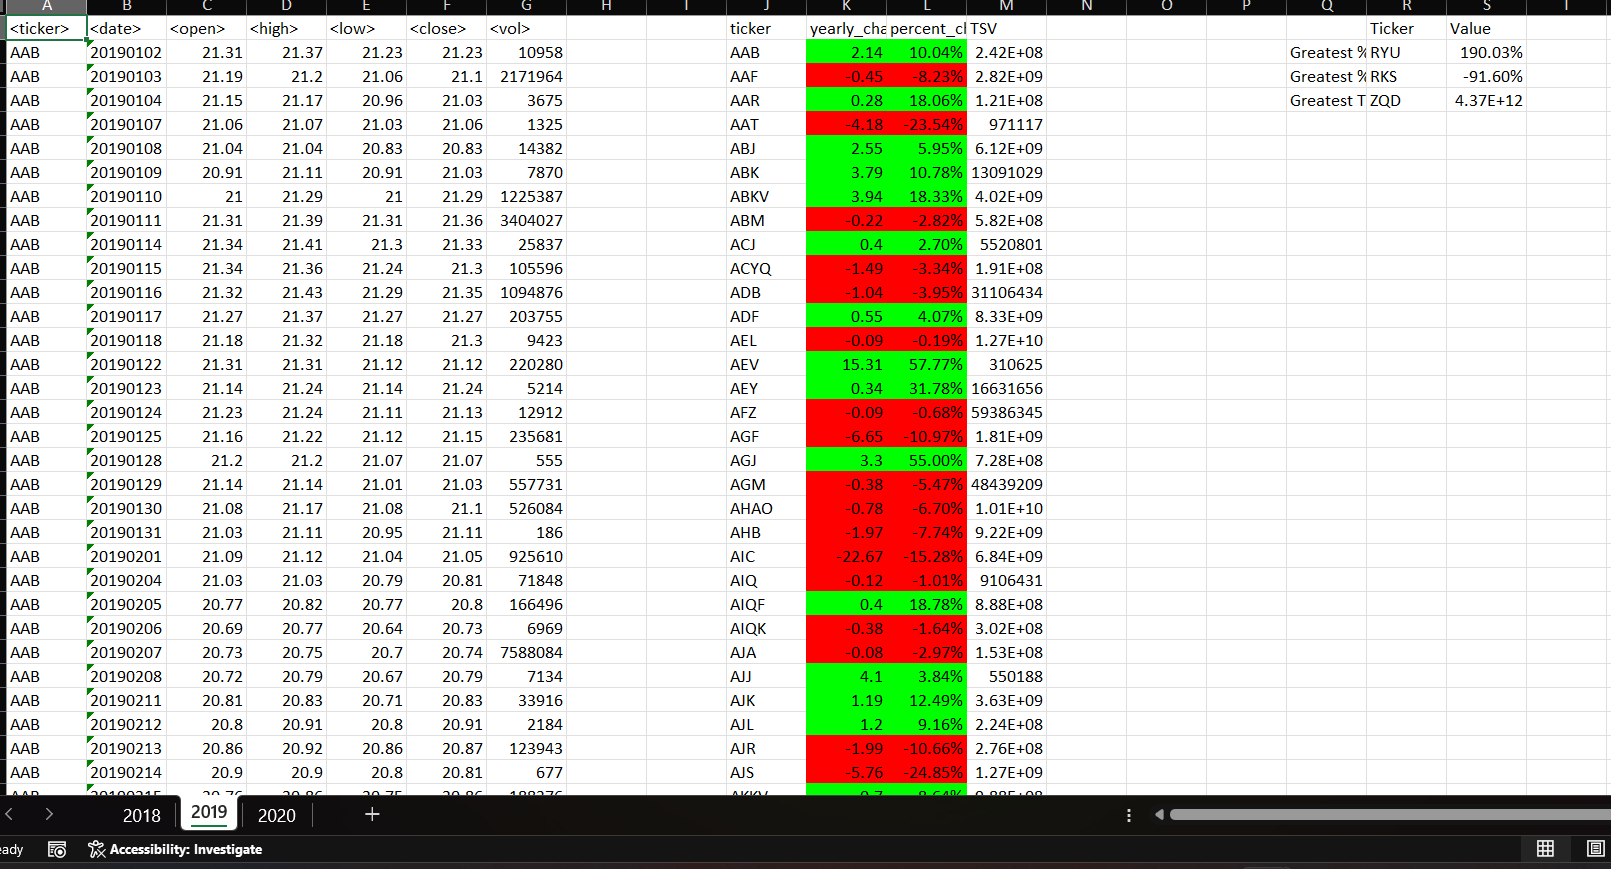 A B C D E F G H I J K L M N O P Q R S T
<ticker> <date> <open> <high> <low> <close> <vol> ticker yearly_cha percent_cl TSV Ticker Value
AAB 20190102 21.31 21.37 21.23 21.23 10958 AAB 2.14 10.04% 2.42E+08 Greatest % RYU 190.03%
AAB 20190103 21.19 21.2 21.06 21.1 2171964 AAF -0.45 -8.23% 2.82E+09 Greatest % RKS -91.60%
AAB 20190104 21.15 21.17 20.96 21.03 3675 AAR 0.28 18.06% 1.21E+08 Greatest T ZQD 4.37E+12
AAB 20190107 21.06 21.07 21.03 21.06 1325 AAT -4.18 -23.54% 971117
AAB 20190108 21.04 21.04 20.83 20.83 14382 ABJ 2.55 5.95% 6.12E+09
AAB 20190109 20.91 21.11 20.91 21.03 7870 ABK 3.79 10.78% 13091029
AAB 20190110 21 21.29 21 21.29 1225387 ABKV 3.94 18.33% 4.02E+09
AAB 20190111 21.31 21.39 21.31 21.36 3404027 ABM -0.22 -2.82% 5.82E+08
AAB 20190114 21.34 21.41 21.3 21.33 25837 ACJ 0.4 2.70% 5520801
AAB 20190115 21.34 21.36 21.24 21.3 105596 ACYQ -1.49 -3.34% 1.91E+08
AAB 20190116 21.32 21.43 21.29 21.35 1094876 ADB -1.04 -3.95% 31106434
AAB 20190117 21.27 21.37 21.27 21.27 203755 ADF 0.55 4.07% 8.33E+09
AAB 20190118 21.18 21.32 21.18 21.3 9423 AEL -0.09 -0.19% 1.27E+10
AAB 20190122 21.31 21.31 21.12 21.12 220280 AEV 15.31 57.77% 310625
AAB 20190123 21.14 21.24 21.14 21.24 5214 AEY 0.34 31.78% 16631656
AAB 20190124 21.23 21.24 21.11 21.13 12912 AFZ -0.09 -0.68% 59386345
AAB 20190125 21.16 21.22 21.12 21.15 235681 AGF -6.65 -10.97% 1.81E+09
AAB 20190128 21.2 21.2 21.07 21.07 555 AGJ 3.3 55.00% 7.28E+08
AAB 20190129 21.14 21.14 21.01 21.03 557731 AGM -0.38 -5.47% 48439209
AAB 20190130 21.08 21.17 21.08 21.1 526084 AHAO -0.78 -6.70% 1.01E+10
AAB 20190131 21.03 21.11 20.95 21.11 186 AHB -1.97 -7.74% 9.22E+09
AAB 20190201 21.09 21.12 21.04 21.05 925610 AIC -22.67 -15.28% 6.84E+09
AAB 20190204 21.03 21.03 20.79 20.81 71848 AIQ -0.12 -1.01% 9106431
AAB 20190205 20.77 20.82 20.77 20.8 166496 AIQF 0.4 18.78% 8.88E+08
AAB 20190206 20.69 20.77 20.64 20.73 6969 AIQK -0.38 -1.64% 3.02E+08
AAB 20190207 20.73 20.75 20.7 20.74 7588084 AJA -0.08 -2.97% 1.53E+08
AAB 20190208 20.72 20.79 20.67 20.79 7134 AJJ 4.1 3.84% 550188
AAB 20190211 20.81 20.83 20.71 20.83 33916 AJK 1.19 12.49% 3.63E+09
AAB 20190212 20.8 20.91 20.8 20.91 2184 AJL 1.2 9.16% 2.24E+08
AAB 20190213 20.86 20.92 20.86 20.87 123943 AJR -1.99 -10.66% 2.76E+08
AAB 20190214 20.9 20.9 20.8 20.81 677 AJS -5.76 -24.85% 1.27E+09
2018 2019 2020
eady Accessibility: Investigate